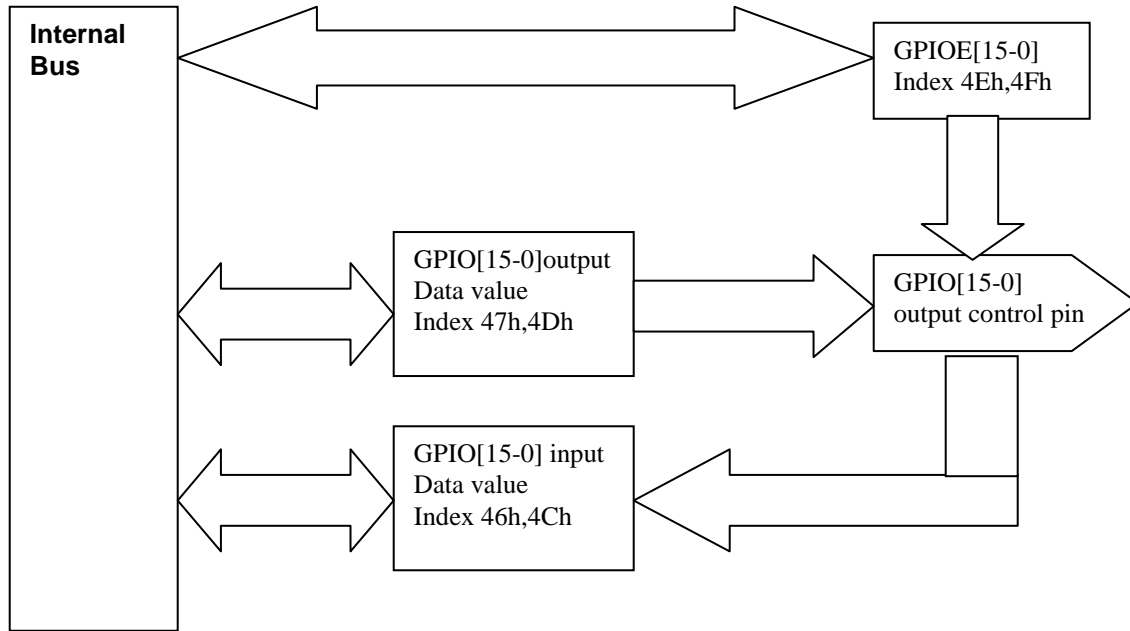 Internal
Bus
GPIOE[15-0]
Index 4Eh,4Fh
GPIO[15-0]output
Data value
Index 47h,4Dh
GPIO[15-0]
output control pin
GPIO[15-0] input
Data value
Index 46h,4Ch